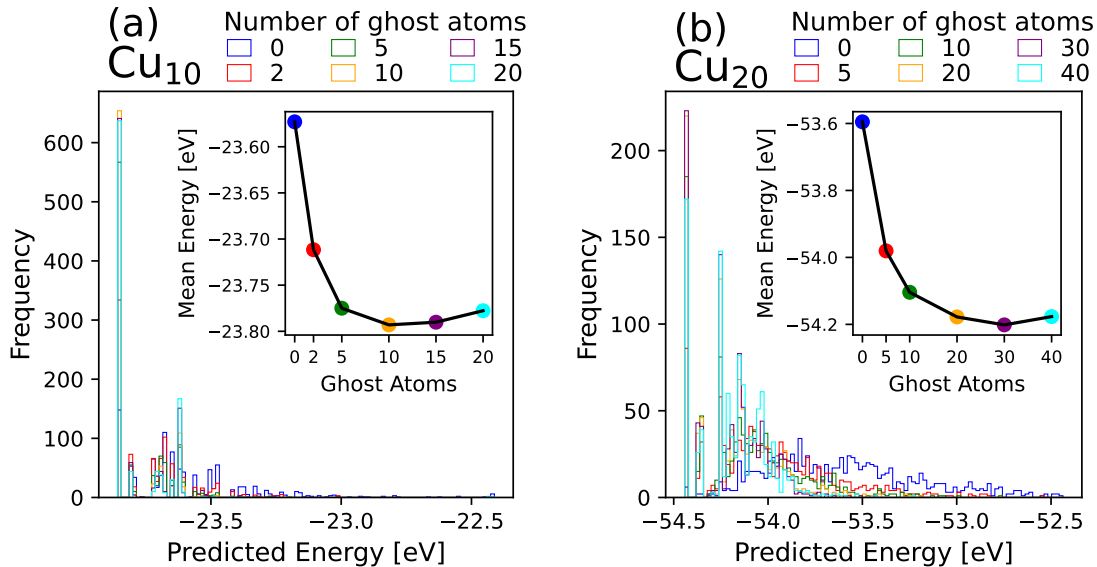 (a)
Cu10
Number of ghost atoms
0 5 15
2 10 20
Frequency
600
500
400
300
200
100
0
−23.5 −23.0 −22.5
Predicted Energy [eV]
Mean Energy [eV]
−23.60
−23.65
−23.70
−23.75
−23.80
0 2 5 10 15 20
Ghost Atoms
(b)
Cu20
Number of ghost atoms
0 10 30
5 20 40
Frequency
200
150
100
50
0
−54.5 −54.0 −53.5 −53.0 −52.5
Predicted Energy [eV]
Mean Energy [eV]
−53.6
−53.8
−54.0
−54.2
0 5 10 20 30 40
Ghost Atoms